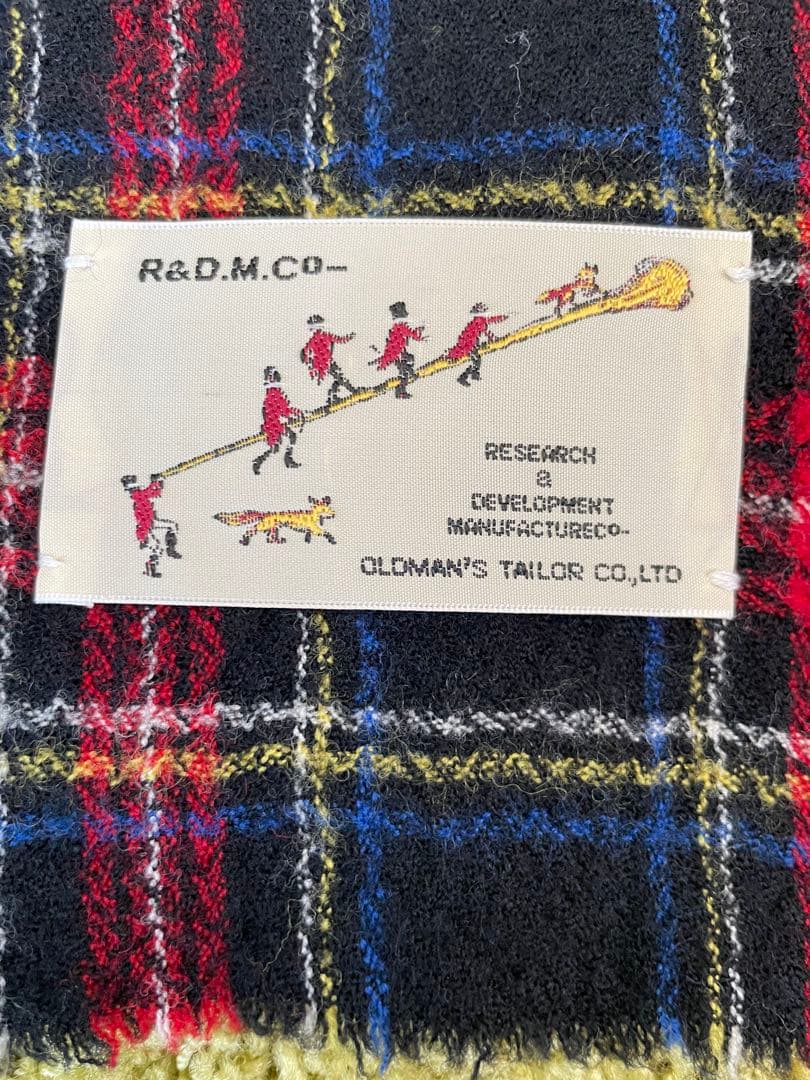 R&D.M.Co-
RESEARCH
&
DEVELOPMENT
MANUFACTURECO-
OLDMAN'S TAILOR CO.,LTD